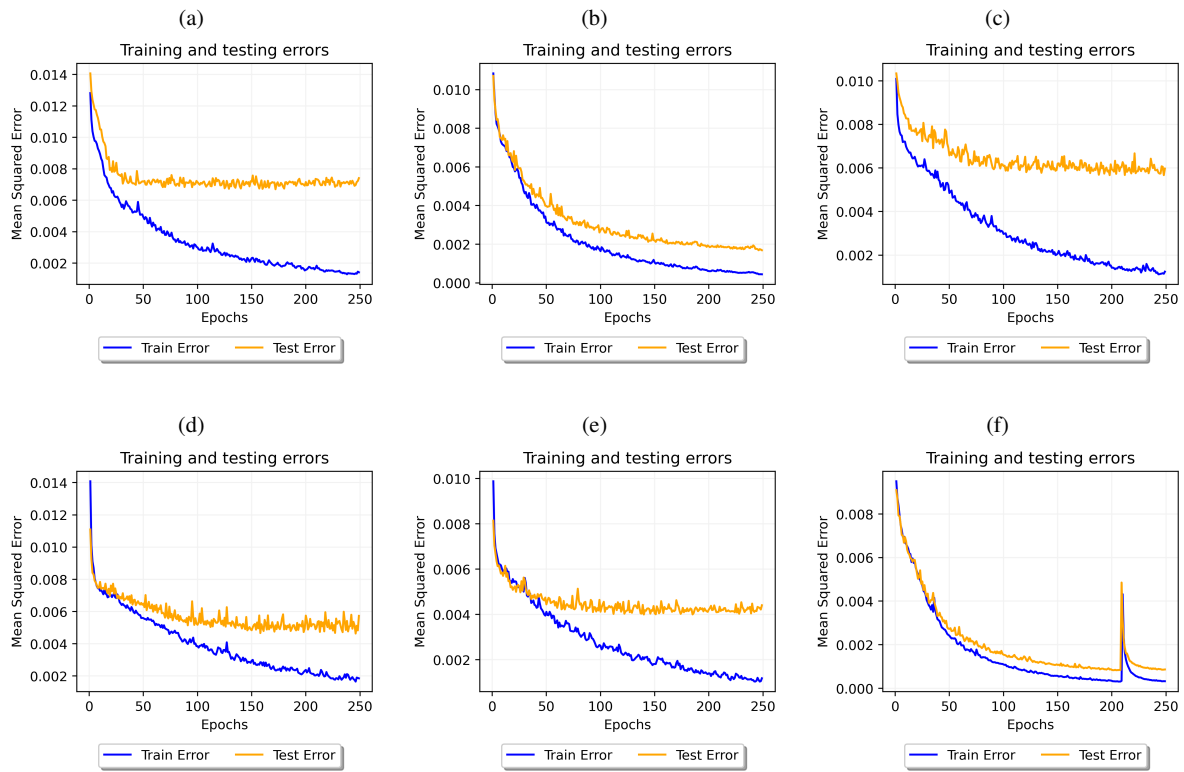 (a)
Training and testing errors
Mean Squared Error
0.014
0.012
0.010
0.008
0.006
0.004
0.002
0 50 100 150 200 250
Epochs
Train Error Test Error
(b)
Training and testing errors
Mean Squared Error
0.010
0.008
0.006
0.004
0.002
0.000
0 50 100 150 200 250
Epochs
Train Error Test Error
(c)
Training and testing errors
Mean Squared Error
0.010
0.008
0.006
0.004
0.002
0 50 100 150 200 250
Epochs
Train Error Test Error
(d)
Training and testing errors
Mean Squared Error
0.014
0.012
0.010
0.008
0.006
0.004
0.002
0 50 100 150 200 250
Epochs
Train Error Test Error
(e)
Training and testing errors
Mean Squared Error
0.010
0.008
0.006
0.004
0.002
0 50 100 150 200 250
Epochs
Train Error Test Error
(f)
Training and testing errors
Mean Squared Error
0.008
0.006
0.004
0.002
0.000
0 50 100 150 200 250
Epochs
Train Error Test Error